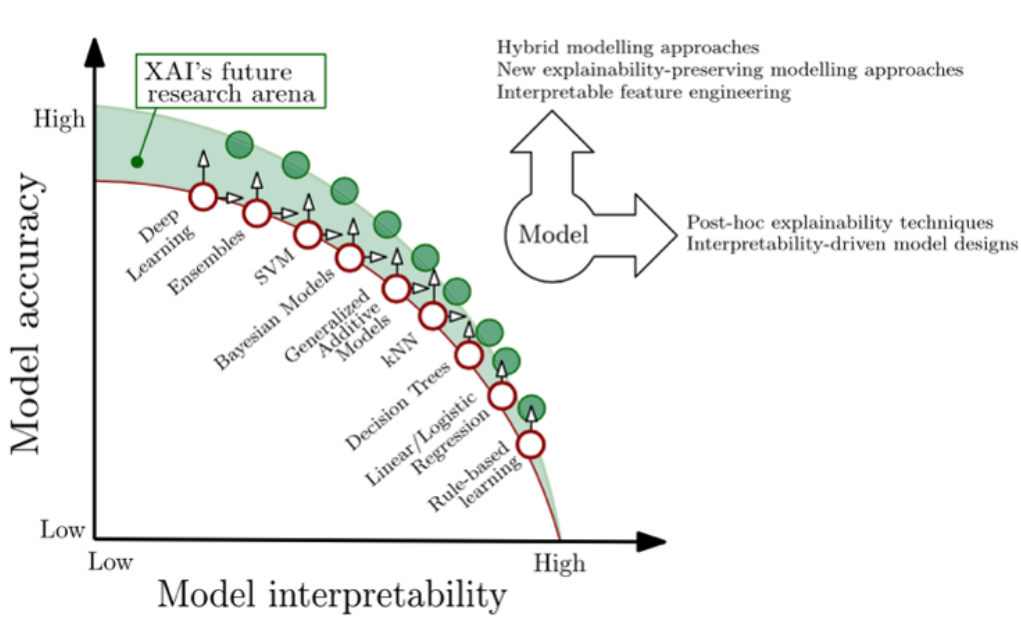 XAI's future
research arena
Hybrid modelling approaches
New explainability-preserving modelling approaches
Interpretable feature engineering
Model
Post-hoc explainability techniques
Interpretability-driven model designs
High
Model accuracy
Low
Deep
Learning
Ensembles
SVM
Bayesian Models
Generalized
Additive
Models
kNN
Decision Trees
Linear/Logistic
Regression
Rule-based
learning
Low
High
Model interpretability